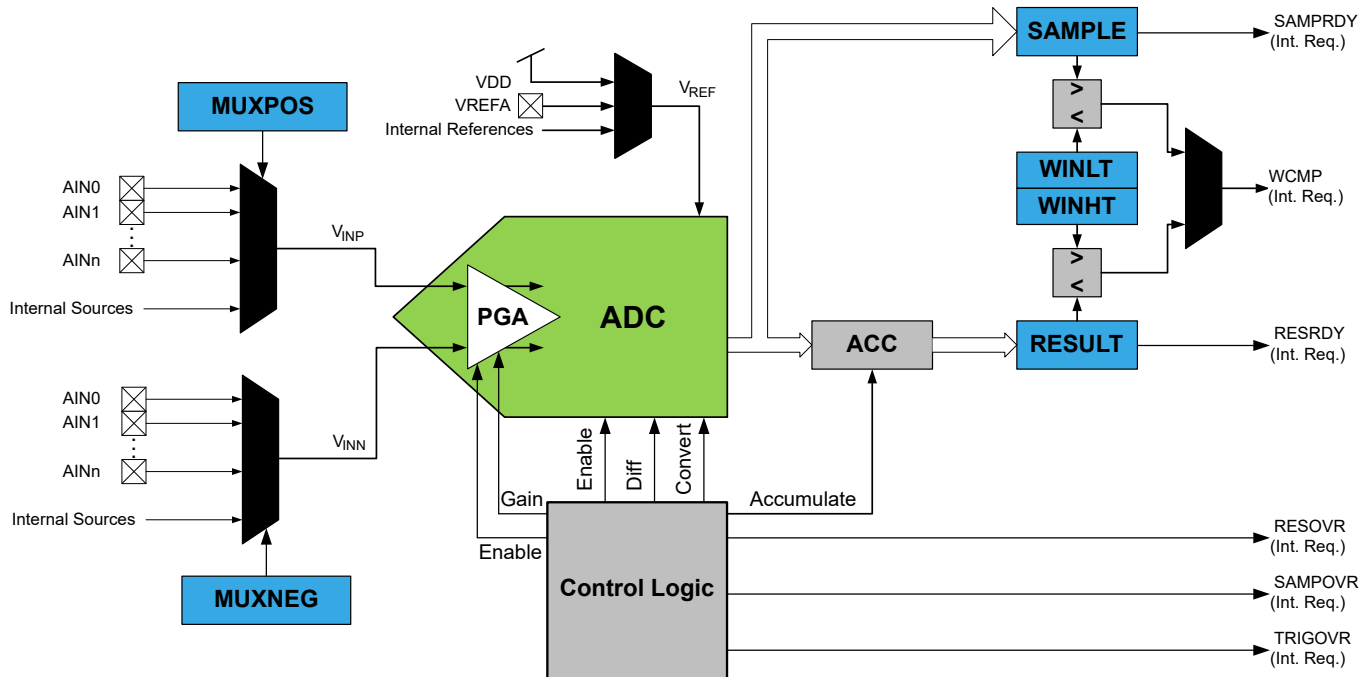 MUXPOS
AIN0
AIN1
AINn
Internal Sources
VINP
VDD
VREFA
Internal References
VREF
PGA
ADC
AIN0
AIN1
AINn
Internal Sources
VINN
MUXNEG
Gain
Enable
Enable
Diff
Convert
Accumulate
Control Logic
ACC
SAMPLE
>
<
WINLT
WINHT
>
<
RESULT
SAMPRDY
(Int. Req.)
WCMP
(Int. Req.)
RESRDY
(Int. Req.)
RESOVR
(Int. Req.)
SAMPOVR
(Int. Req.)
TRIGOVR
(Int. Req.)